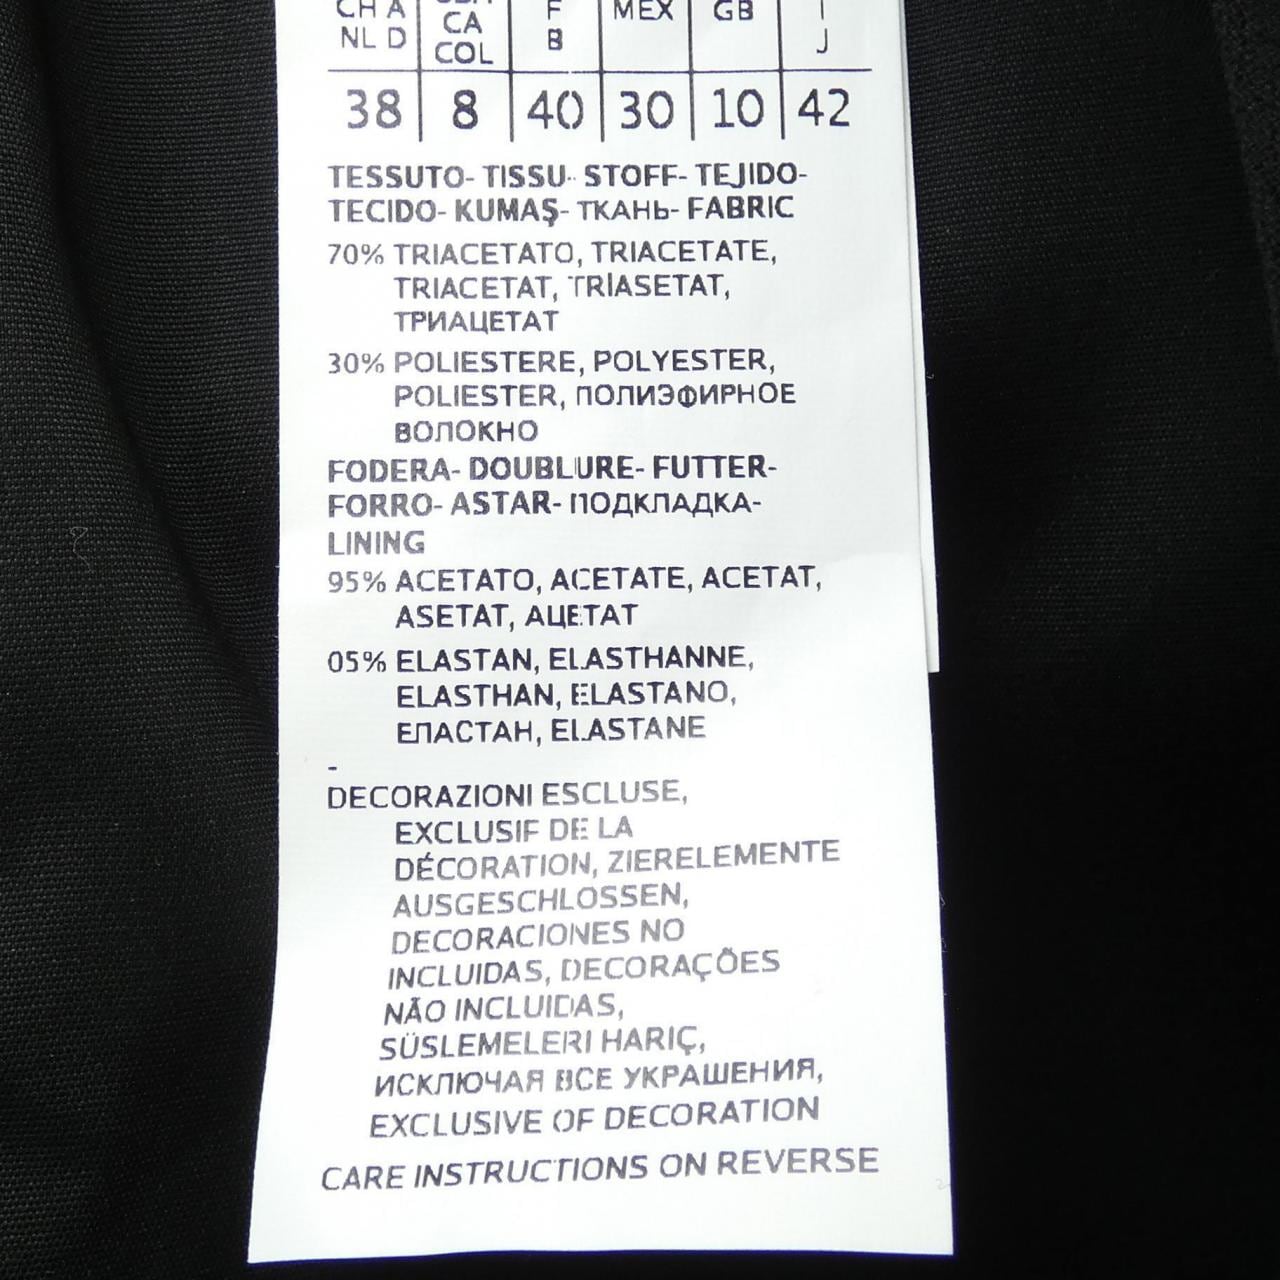 CH A
NL D
CA
COL
F
B
MEX
GB
I
J
38 8 40 30 10 42
TESSUTO- TISSU- STOFF- TEJIDO-
TECIDO- KUMAŞ- ТКАНЬ- FABRIC
70% TRIACETATO, TRIACETATE,
TRIACETAT, TRIASETAT,
ТРИАЦЕТАТ
30% POLIESTERE, POLYESTER,
POLIESTER, ПОЛИЭФИРНОЕ
ВОЛОКНО
FODERA- DOUBLURE- FUTTER-
FORRO- ASTAR- ПОДКЛАДКА-
LINING
95% ACETATO, ACETATE, ACETAT,
ASETAT, АЦЕТАТ
05% ELASTAN, ELASTHANNE,
ELASTHAN, ELASTANO,
ЕЛАСТАН, ELASTANE
-
DECORAZIONI ESCLUSE,
EXCLUSIF DE LA
DÉCORATION, ZIERELEMENTE
AUSGESCHLOSSEN,
DECORACIONES NO
INCLUIDAS, DECORAÇÕES
NÃO INCLUIDAS,
SÜSLEMELERI HARIÇ,
ИСКЛЮЧАЯ ВСЕ УКРАШЕНИЯ,
EXCLUSIVE OF DECORATION
CARE INSTRUCTIONS ON REVERSE